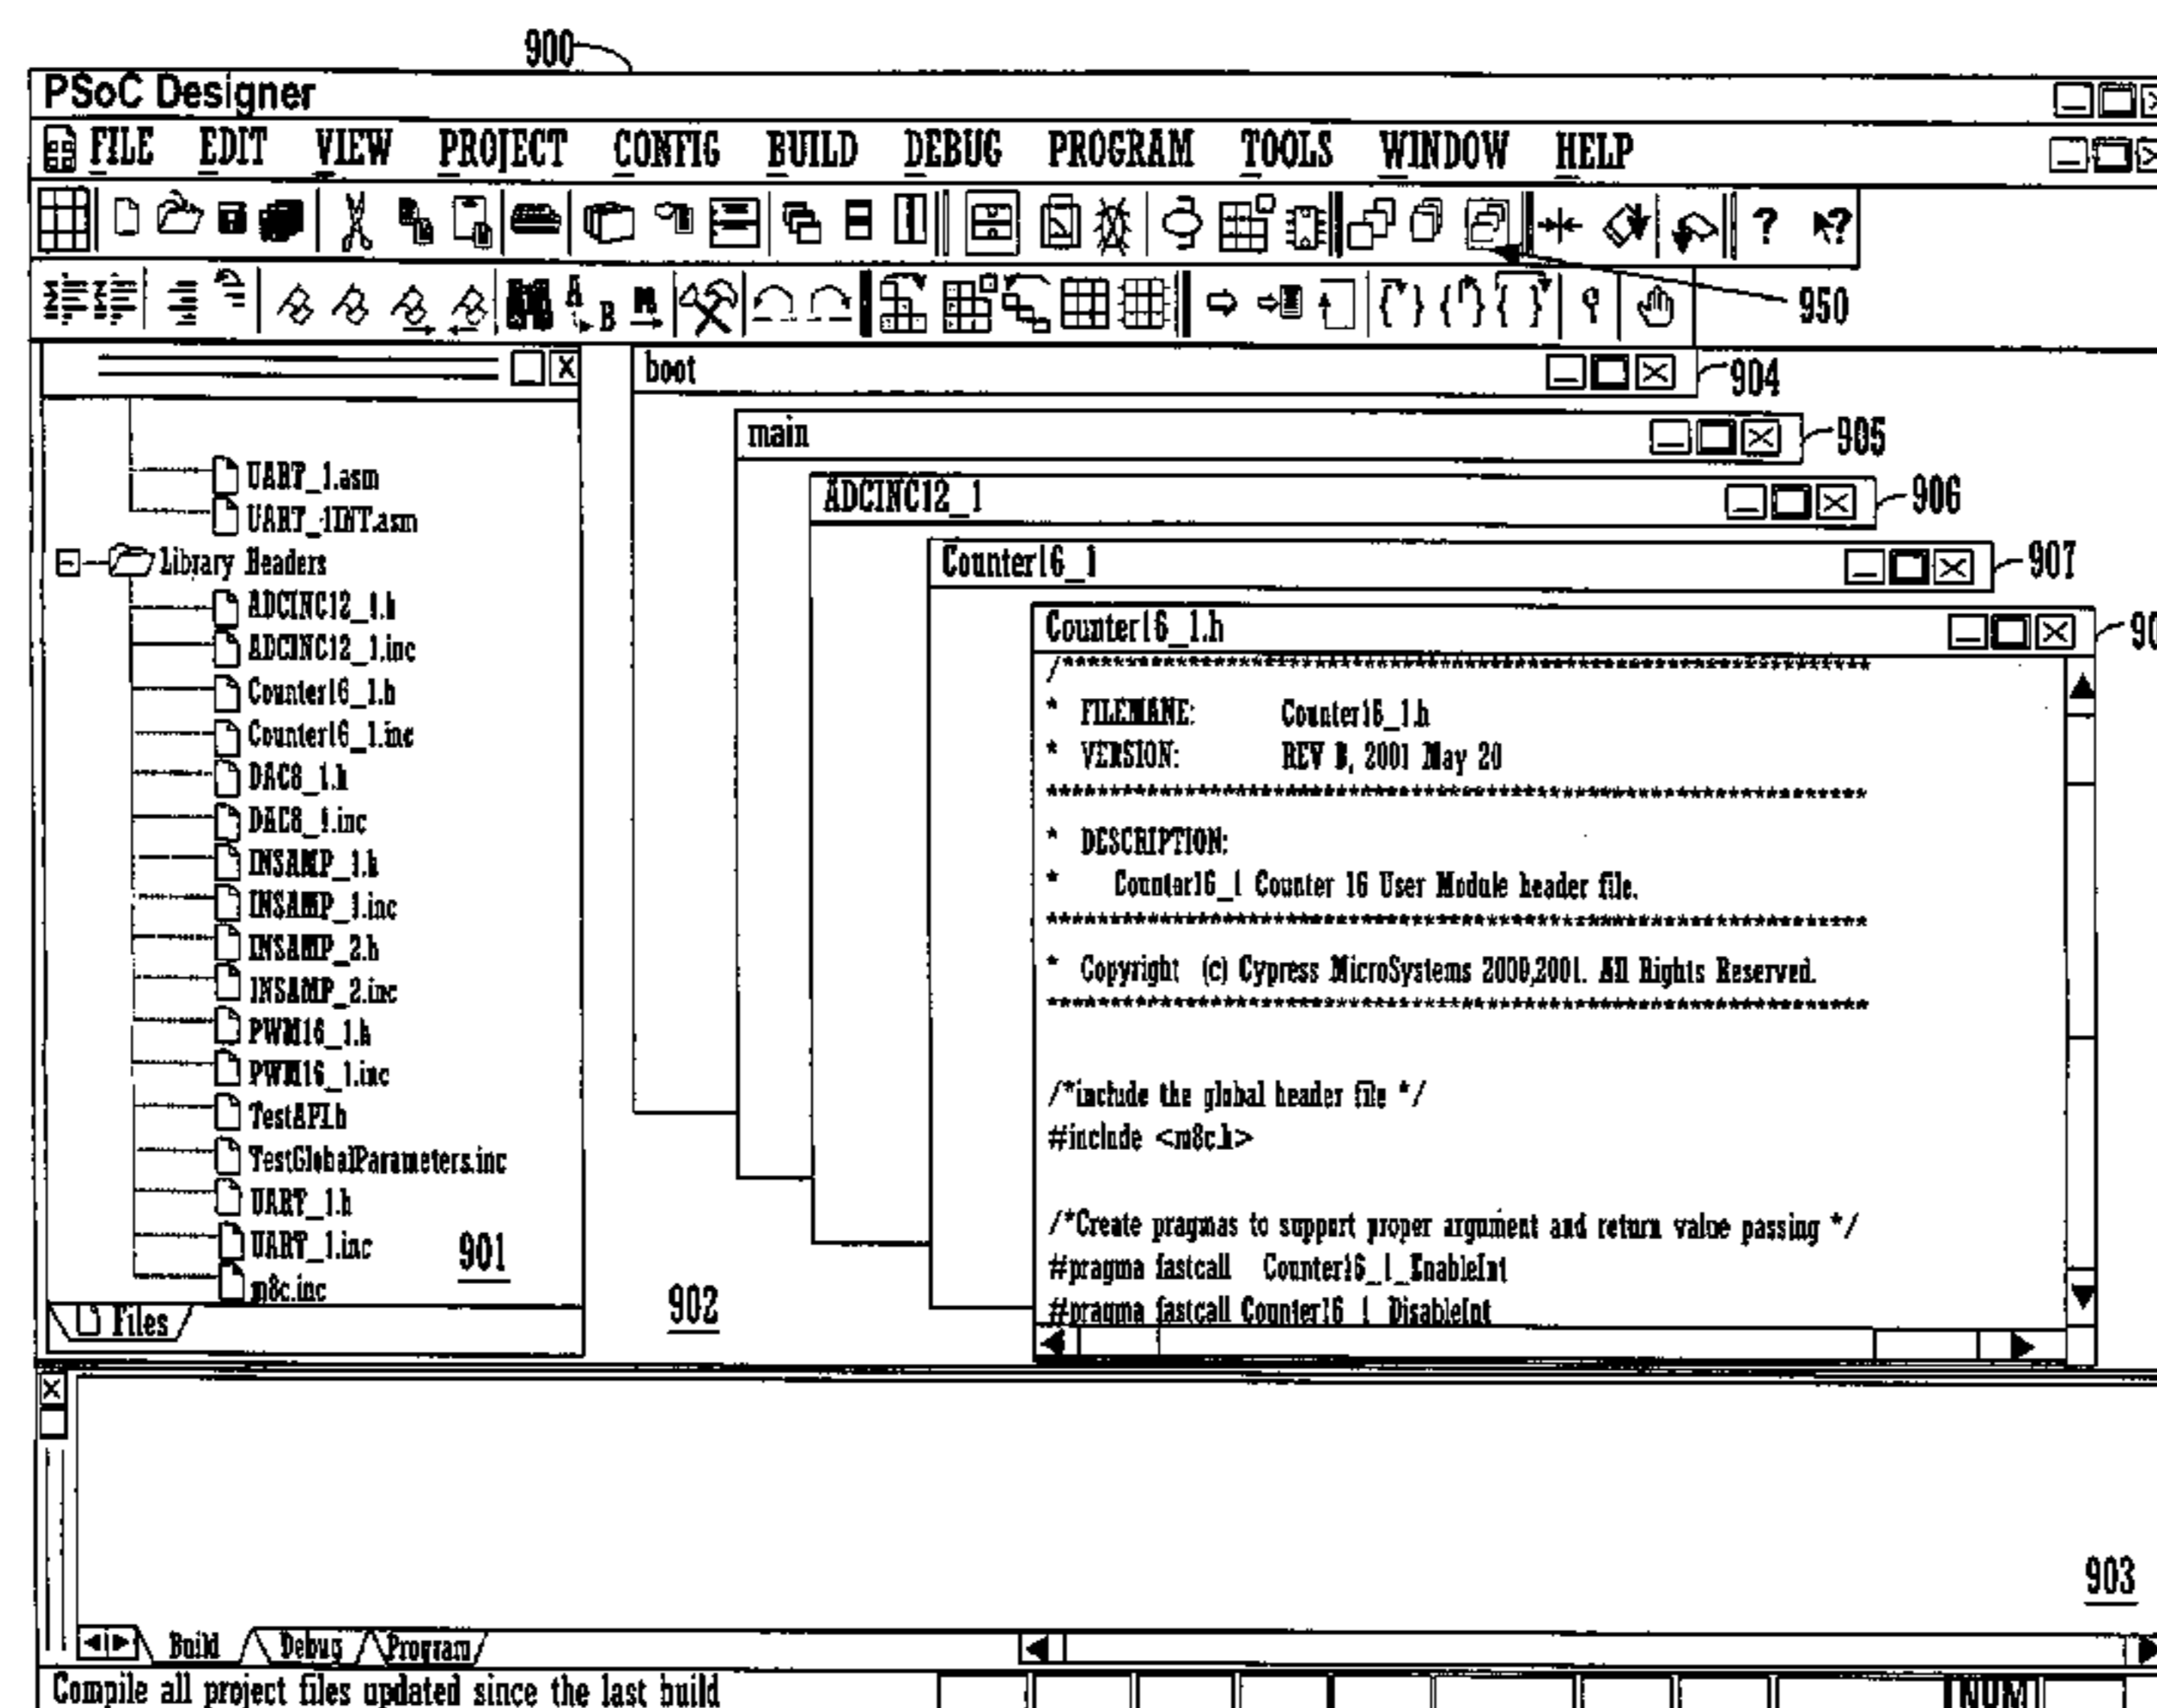 900
PSoC Designer
FILE EDIT VIEW PROJECT CONFIG BUILD DEBUG PROGRAM TOOLS WINDOW HELP
? ?
A B M
950
boot
904
main
905
ADCINC12_1
906
Counter16_1
907
Counter16_1.h
UART_1.asm
UART_1INT.asm
Library Headers
ADCINC12_1.h
ADCINC12_1.inc
Counter16_1.h
Counter16_1.inc
DAC8_1.h
DAC8_1.inc
INSAMP_1.h
INSAMP_1.inc
INSAMP_2.h
INSAMP_2.inc
PWM16_1.h
PWM16_1.inc
TestAPI.h
TestGlobalParameters.inc
UART_1.h
UART_1.inc
m8c.inc
901
Files
902
/****************************************************************
* FILEMANE: Counter16_1.h
* VERSION: REV B, 2001 May 20
*****************************************************************
* DESCRIPTION:
* Counter16_1 Counter 16 User Module header file.
*****************************************************************
* Copyright (c) Cypress MicroSystems 2000,2001. All Rights Reserved.
*****************************************************************
/*include the global header file */
#include <m8c.h>
/*Create pragmas to support proper argument and return value passing */
#pragma fastcall Counter16_1_EnableInt
#pragma fastcall Counter16_1_DisableInt
903
Build Debug Program
Compile all project files updated since the last build
NUM